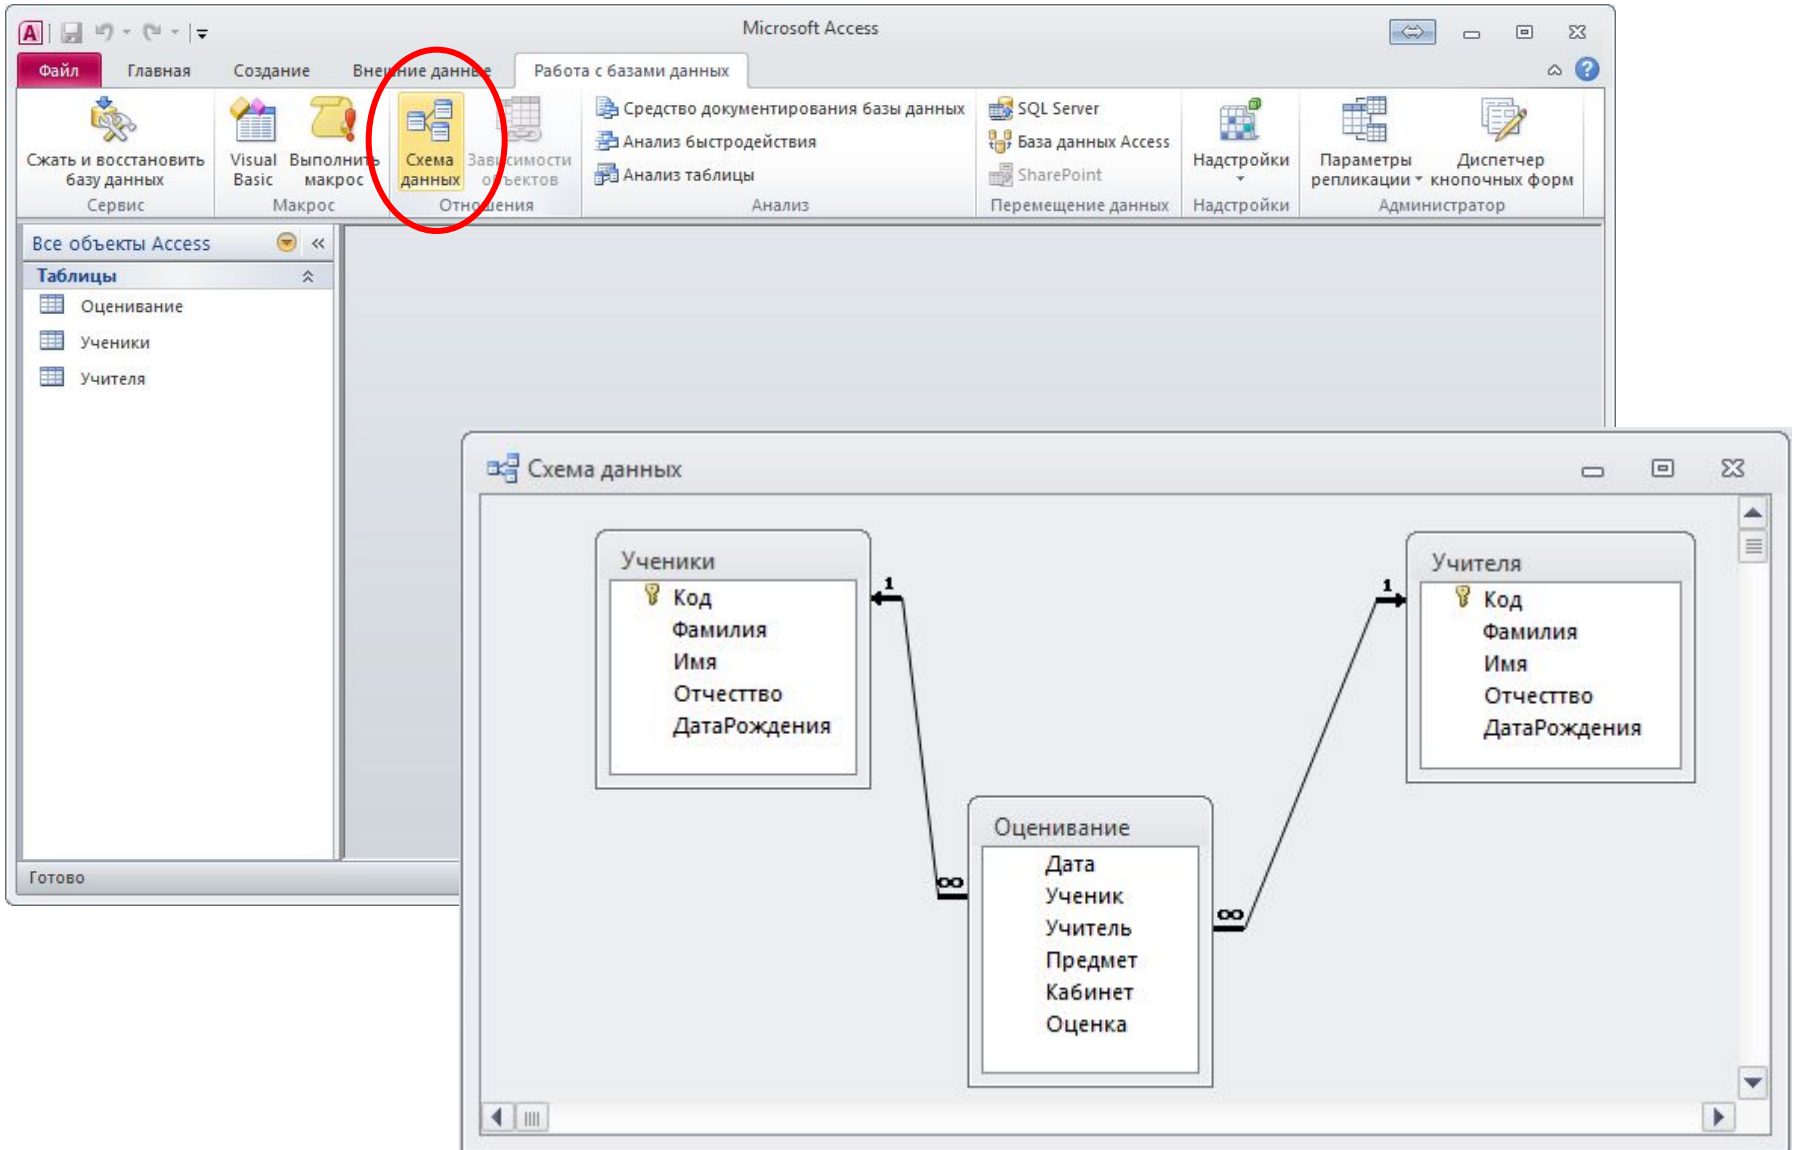 Microsoft Access
Файл Главная Создание Внешние данные Работа с базами данных
Сжать и восстановить
базу данных
Сервис
Visual
Basic
Выполнить
макрос
Макрос
Схема
данных
Зависимости
объектов
Отношения
Средство документирования базы данных
Анализ быстродействия
Анализ таблицы
Анализ
SQL Server
База данных Access
SharePoint
Перемещение данных
Надстройки
Надстройки
Параметры
репликации
Диспетчер
кнопочных форм
Администратор
Все объекты Access
Таблицы
Оценивание
Ученики
Учителя
Готово
Схема данных
Ученики
Код
Фамилия
Имя
Отчесттво
ДатаРождения
1
∞
Учителя
Код
Фамилия
Имя
Отчесттво
ДатаРождения
1
∞
Оценивание
Дата
Ученик
Учитель
Предмет
Кабинет
Оценка